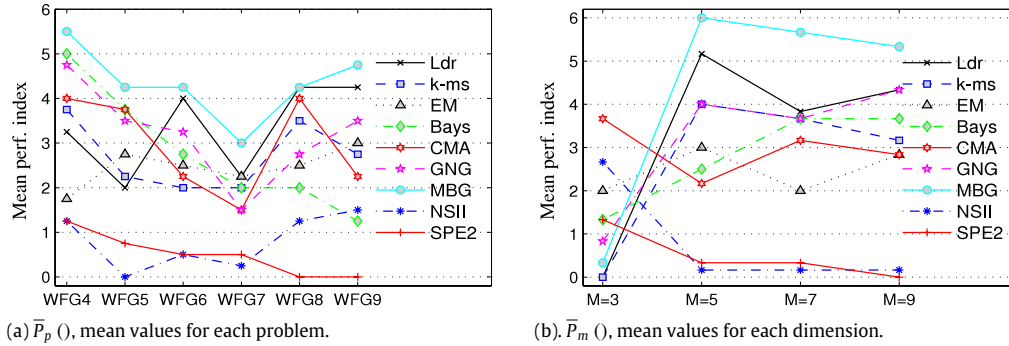 Mean perf. index
6
5
4
3
2
1
0
WFG4 WFG5 WFG6 WFG7 WFG8 WFG9
Ldr
k-ms
EM
Bays
CMA
GNG
MBG
NSII
SPE2
(a) P̅p (), mean values for each problem.
Mean perf. index
6
5
4
3
2
1
0
M=3 M=5 M=7 M=9
Ldr
k-ms
EM
Bays
CMA
GNG
MBG
NSII
SPE2
(b). P̅m (), mean values for each dimension.